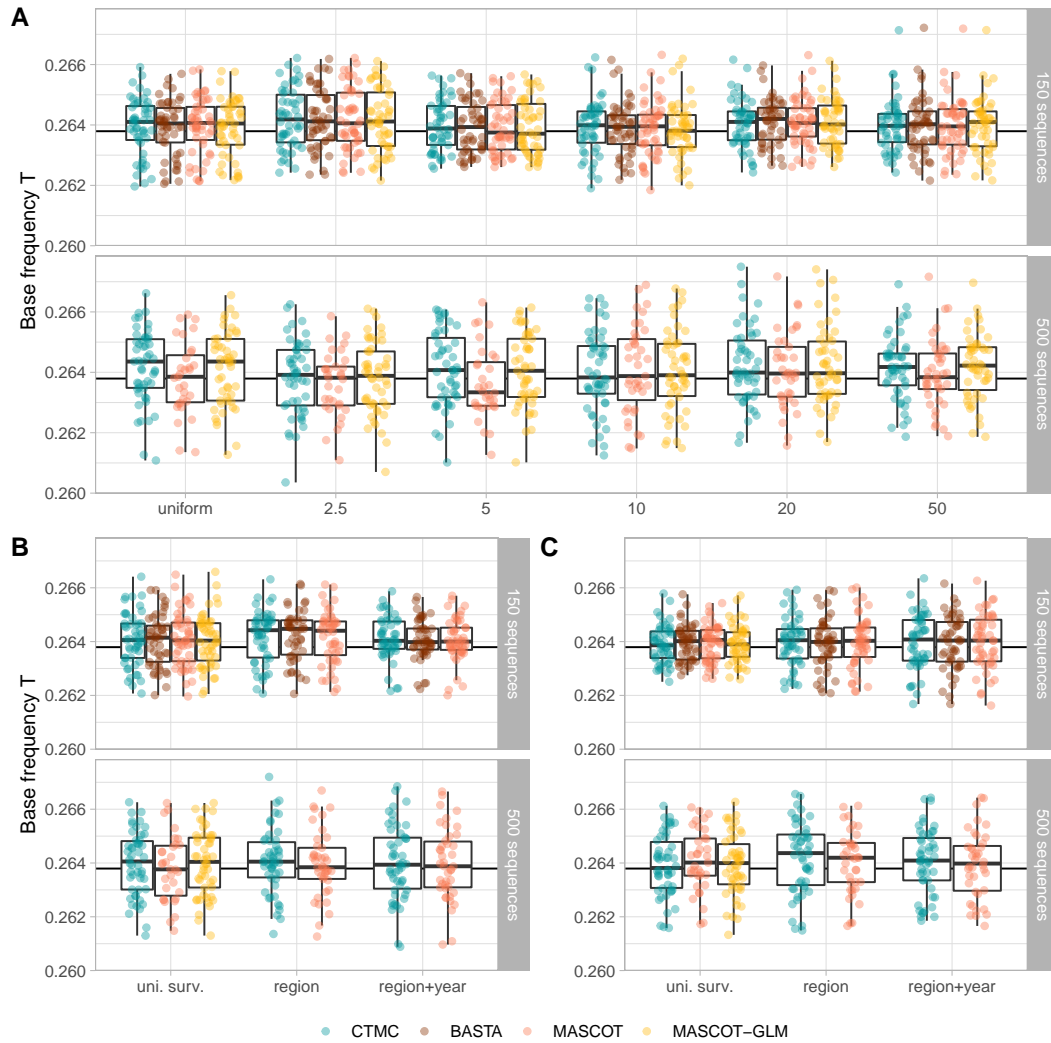 A
Base frequency T
0.266
0.264
0.262
0.260
150 sequences
0.266
0.264
0.262
0.260
500 sequences
uniform 2.5 5 10 20 50
B
Base frequency T
0.266
0.264
0.262
0.260
150 sequences
0.266
0.264
0.262
0.260
500 sequences
uni. surv. region region+year
C
0.266
0.264
0.262
0.260
150 sequences
0.266
0.264
0.262
0.260
500 sequences
uni. surv. region region+year
CTMC BASTA MASCOT MASCOT−GLM